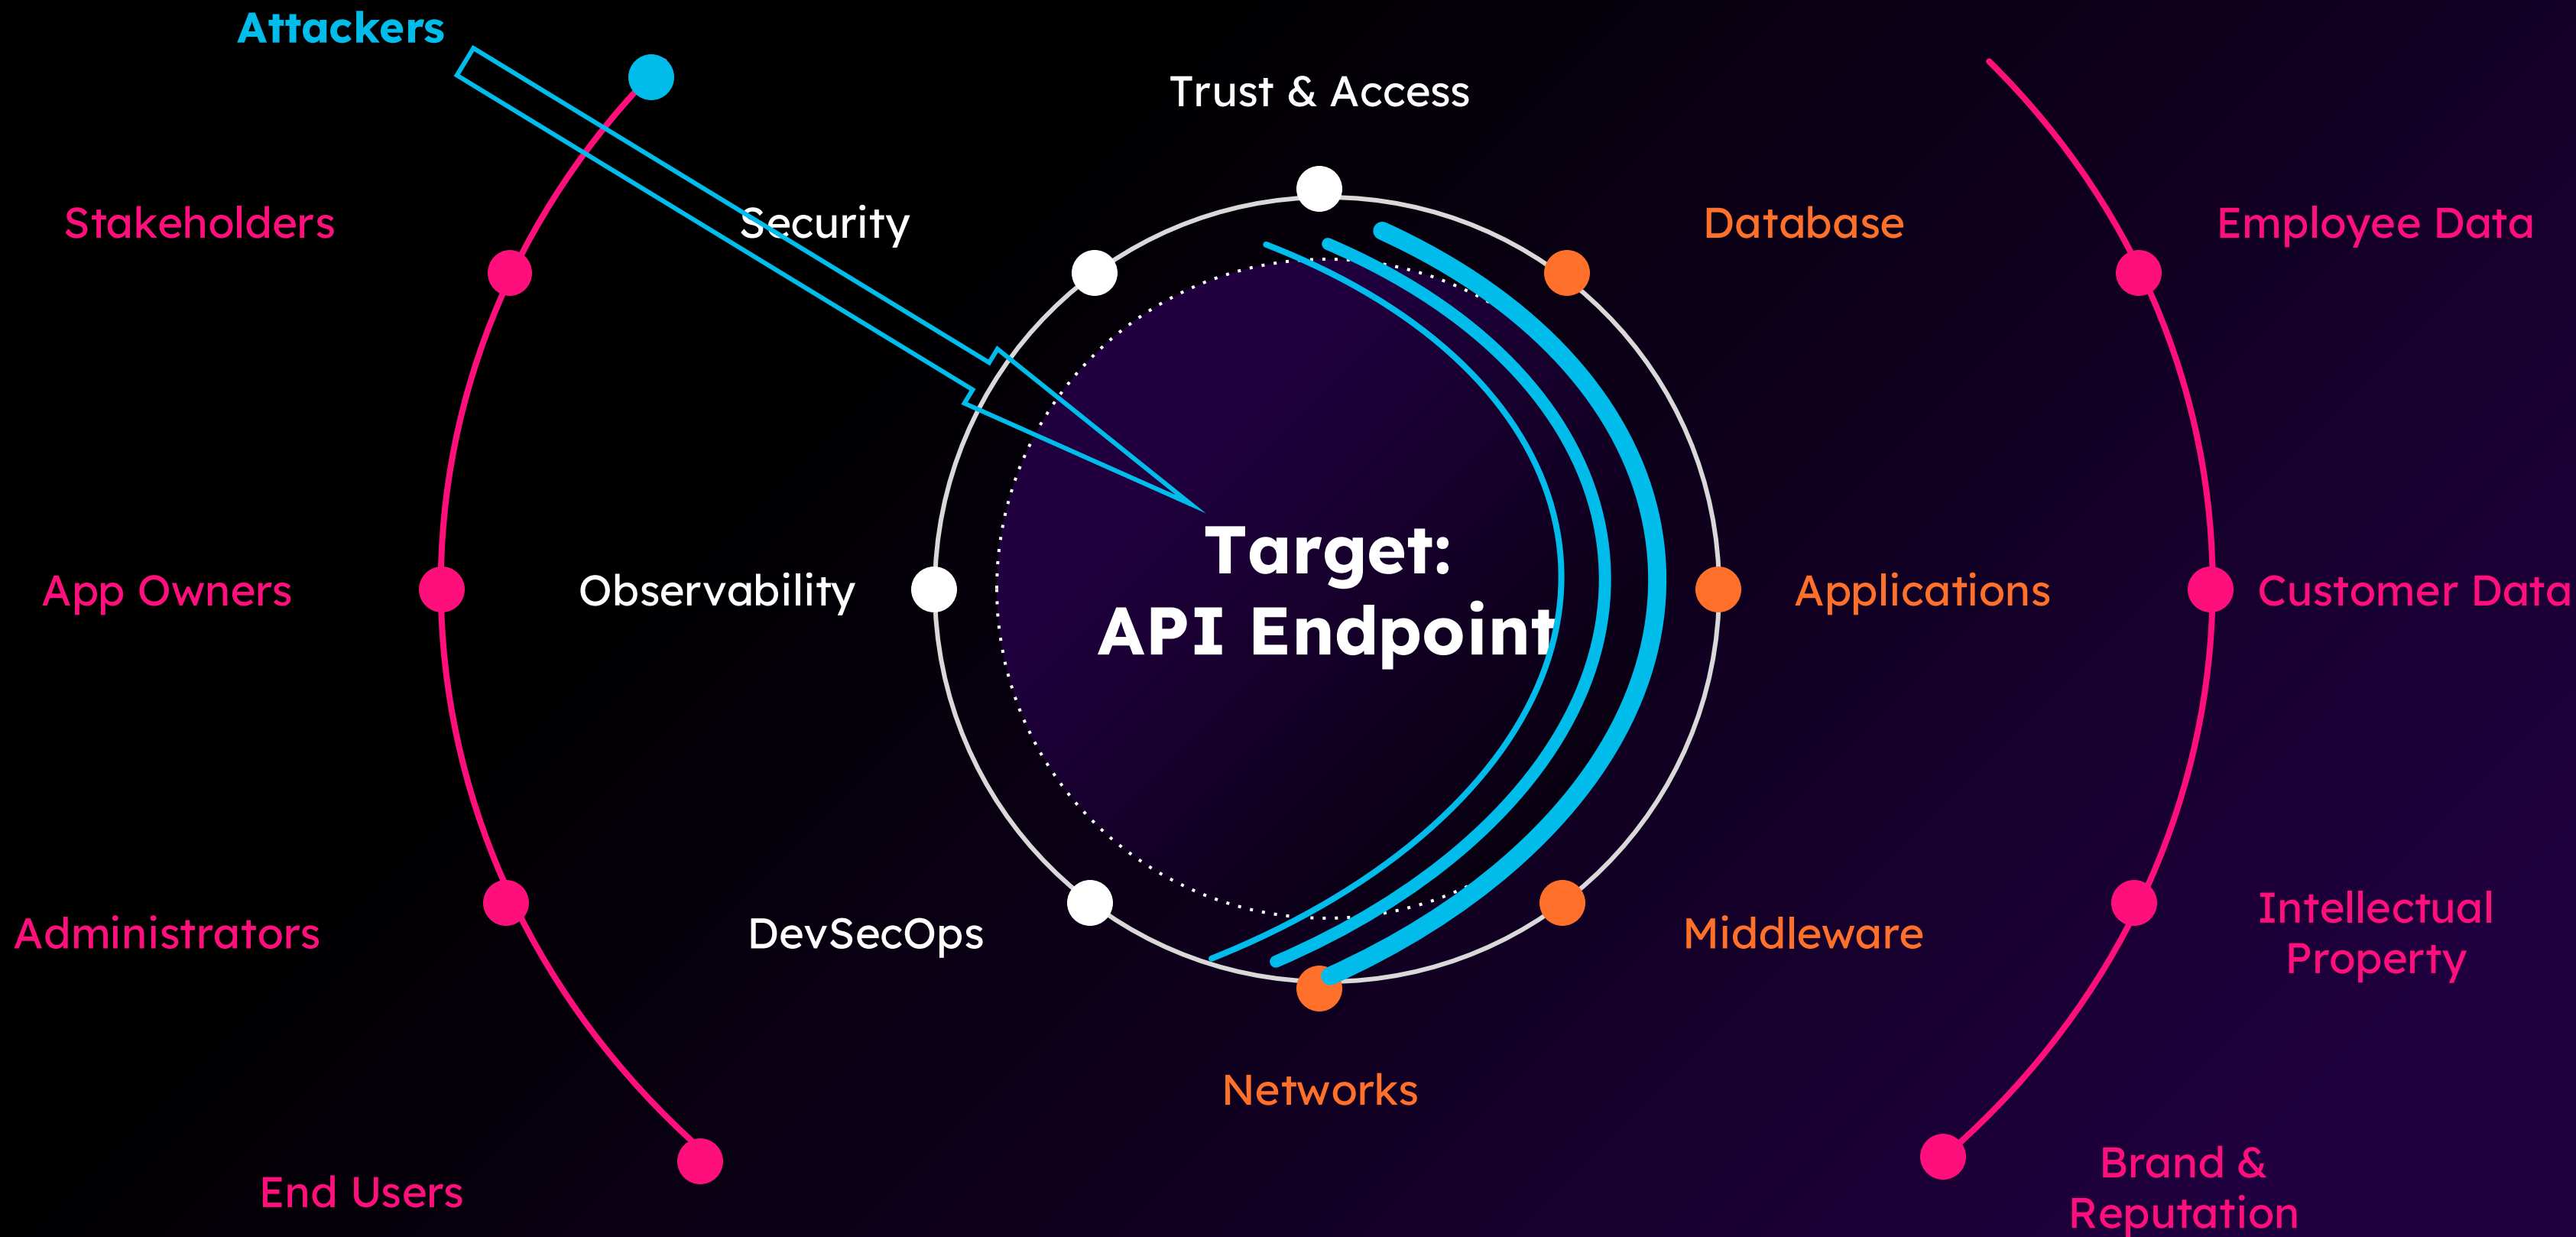 Attackers
Trust & Access
Stakeholders
Security
Database
Employee Data
Target:
API Endpoint
App Owners
Observability
Applications
Customer Data
Administrators
DevSecOps
Middleware
Intellectual
Property
Networks
End Users
Brand &
Reputation